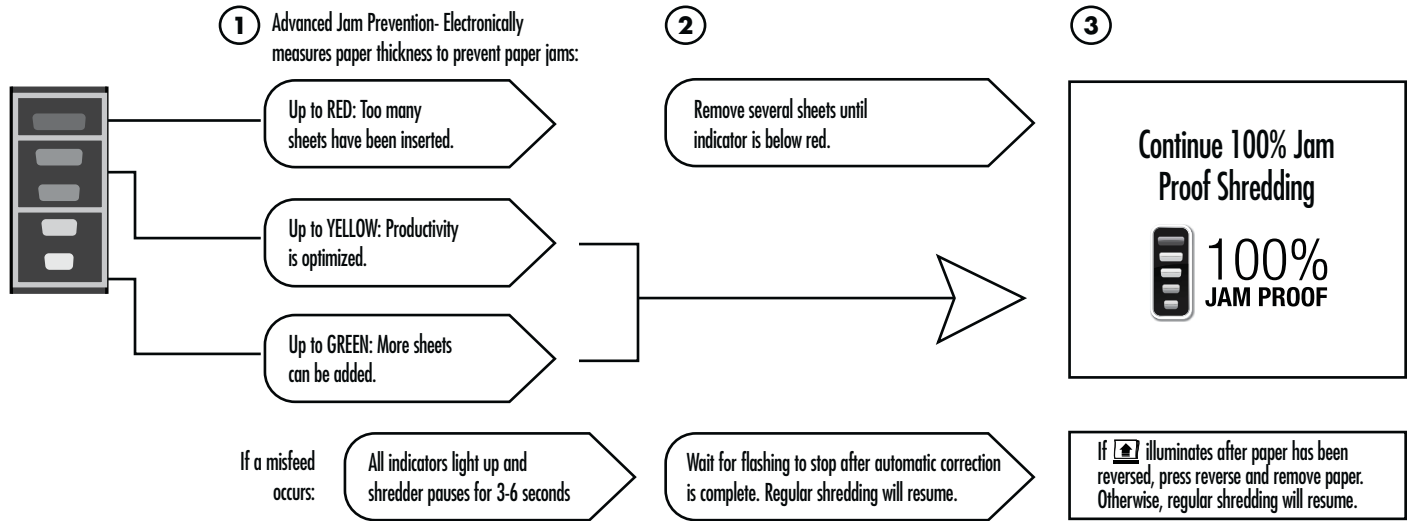 1
Advanced Jam Prevention- Electronically
measures paper thickness to prevent paper jams:
Up to RED: Too many
sheets have been inserted.
Up to YELLOW: Productivity
is optimized.
Up to GREEN: More sheets
can be added.
2
Remove several sheets until
indicator is below red.
3
Continue 100% Jam
Proof Shredding
100%
JAM PROOF
If a misfeed
occurs:
All indicators light up and
shredder pauses for 3-6 seconds
Wait for flashing to stop after automatic correction
is complete. Regular shredding will resume.
If illuminates after paper has been
reversed, press reverse and remove paper.
Otherwise, regular shredding will resume.